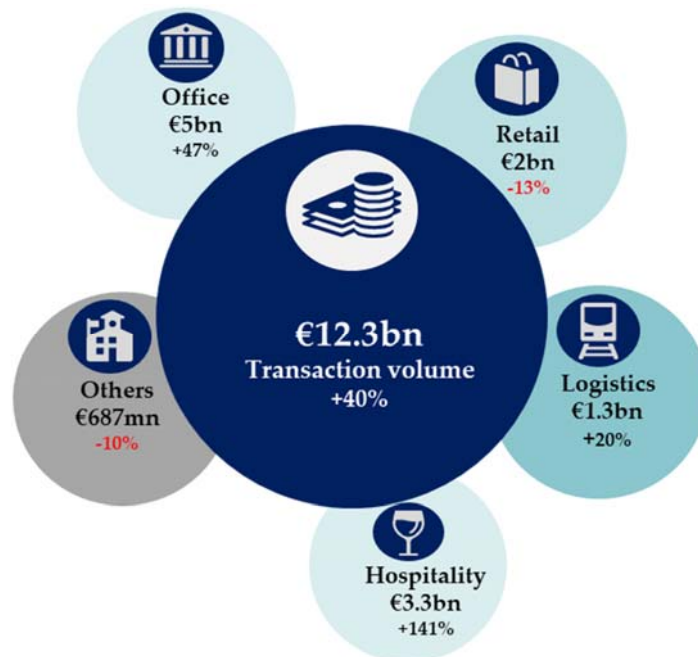 Office
€5bn
+47%
Retail
€2bn
-13%
€12.3bn
Transaction volume
+40%
Others
€687mn
-10%
Logistics
€1.3bn
+20%
Hospitality
€3.3bn
+141%